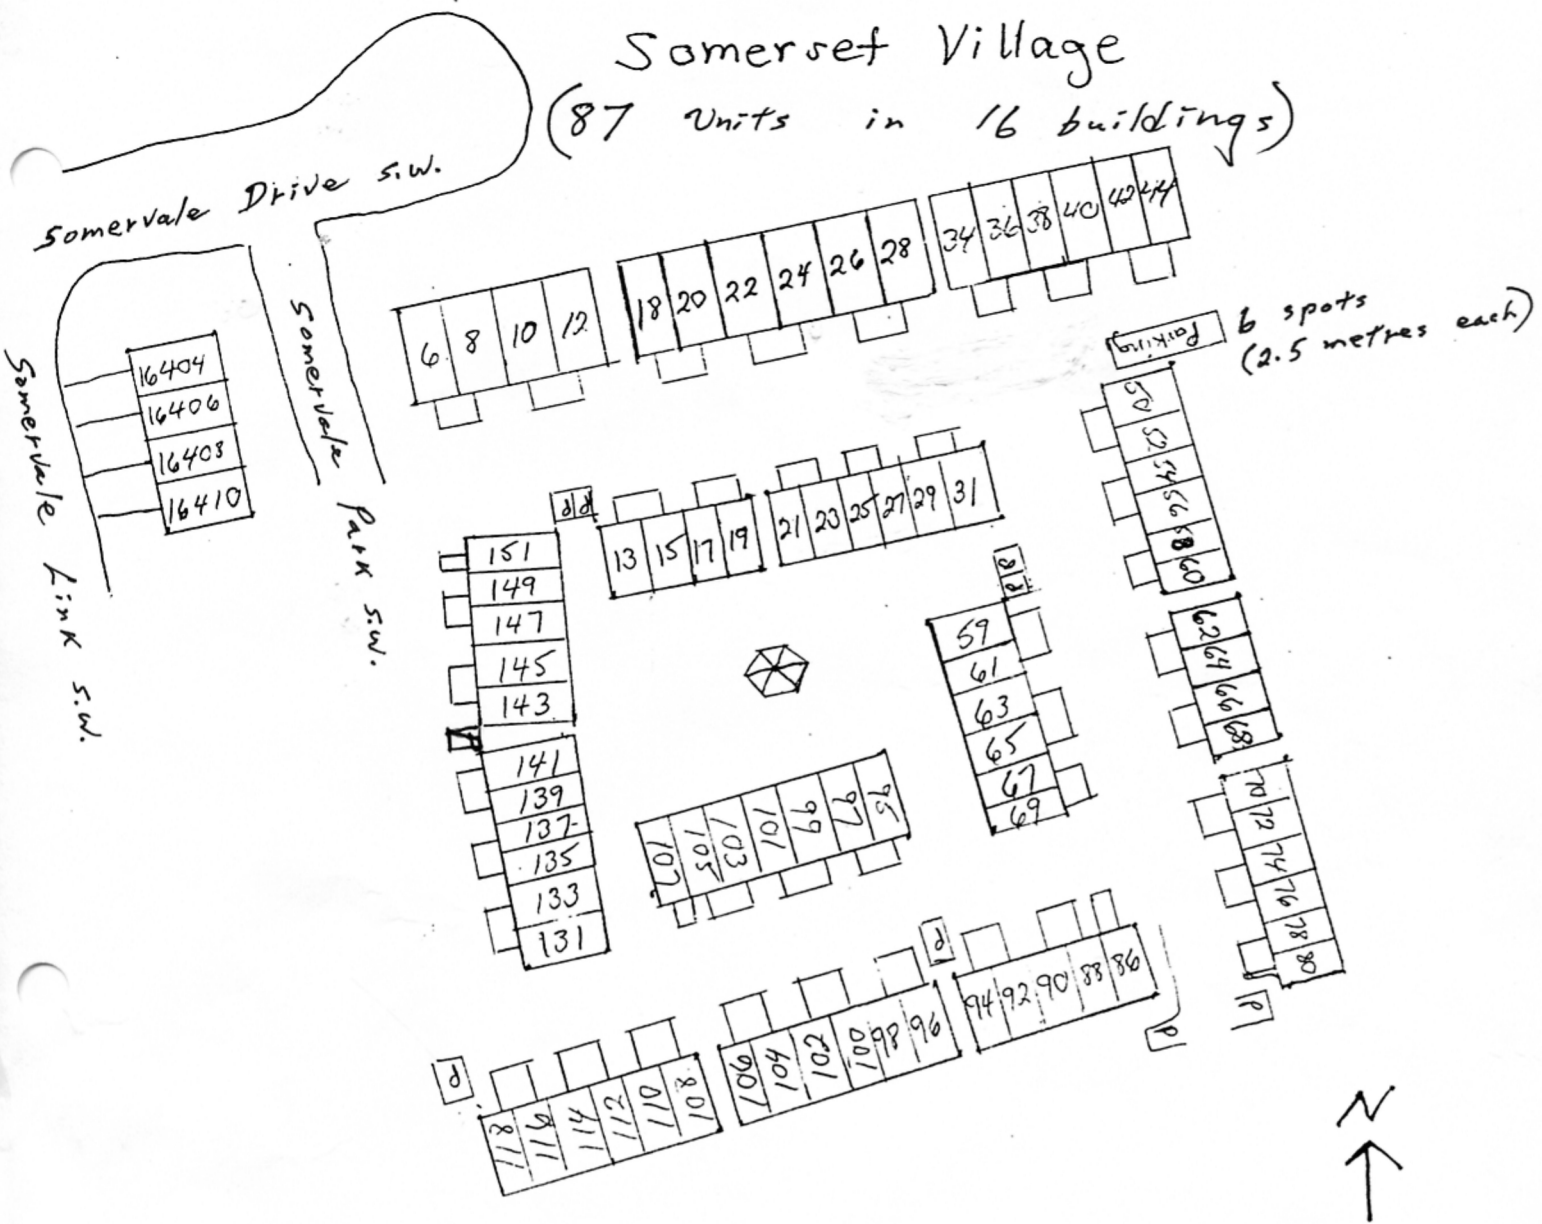 Somerset Village
(87 Units in 16 buildings)
Somervale Drive s.w.
Somervale Link s.w.
Somervale Park s.w.
16404
16406
16408
16410
6 8 10 12
18 20 22 24 26 28
34 36 38 40 42 44
Parking
6 spots
(2.5 metres each)
50 52 54 56 58 60
62 64 66 68
70 72 74 76 78 80
P
P P
13 15 17 19
21 23 25 27 29 31
P P
59
61
63
65
67
69
151
149
147
145
143
P
141
139
137
135
133
131
107 105 103 101 99 97 95
P
94 92 90 88 86
P
106 104 102 100 98 96
P
118 116 114 112 110 108
N